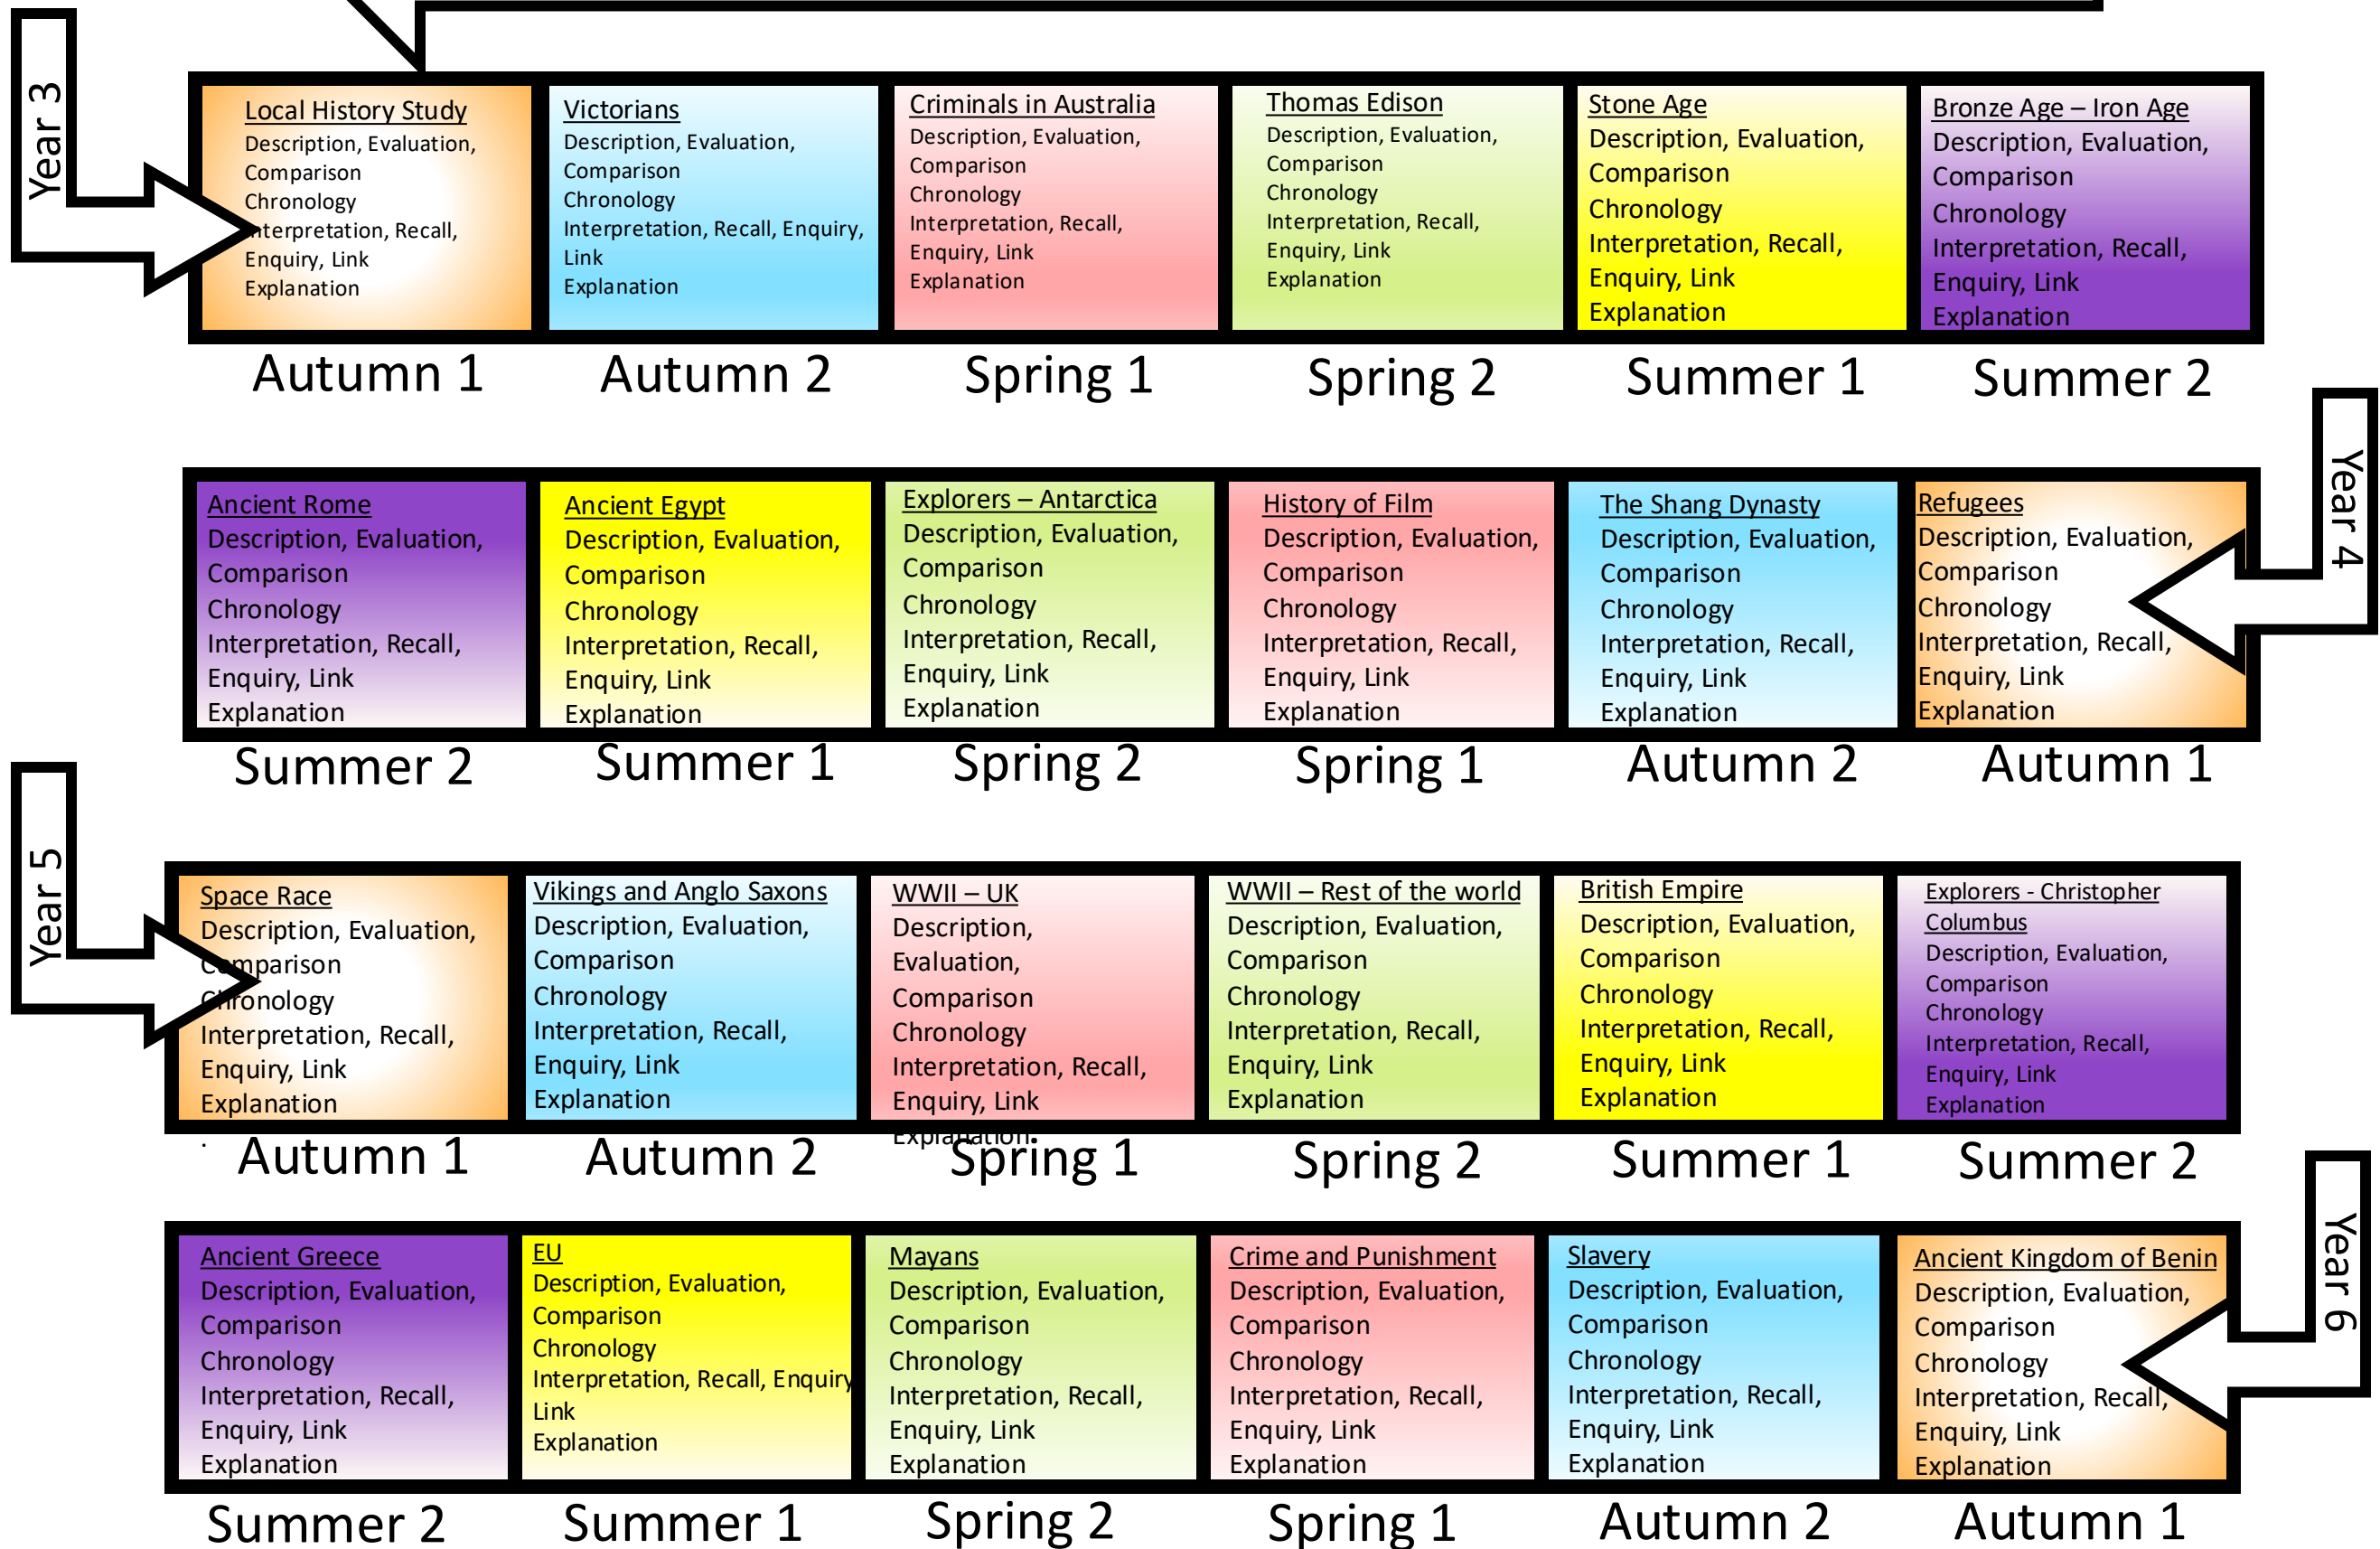 Year 3
Local History Study
Description, Evaluation,
Comparison
Chronology
Interpretation, Recall,
Enquiry, Link
Explanation
Victorians
Description, Evaluation,
Comparison
Chronology
Interpretation, Recall, Enquiry,
Link
Explanation
Criminals in Australia
Description, Evaluation,
Comparison
Chronology
Interpretation, Recall,
Enquiry, Link
Explanation
Thomas Edison
Description, Evaluation,
Comparison
Chronology
Interpretation, Recall,
Enquiry, Link
Explanation
Stone Age
Description, Evaluation,
Comparison
Chronology
Interpretation, Recall,
Enquiry, Link
Explanation
Bronze Age – Iron Age
Description, Evaluation,
Comparison
Chronology
Interpretation, Recall,
Enquiry, Link
Explanation
Autumn 1
Autumn 2
Spring 1
Spring 2
Summer 1
Summer 2
Year 4
Ancient Rome
Description, Evaluation,
Comparison
Chronology
Interpretation, Recall,
Enquiry, Link
Explanation
Ancient Egypt
Description, Evaluation,
Comparison
Chronology
Interpretation, Recall,
Enquiry, Link
Explanation
Explorers – Antarctica
Description, Evaluation,
Comparison
Chronology
Interpretation, Recall,
Enquiry, Link
Explanation
History of Film
Description, Evaluation,
Comparison
Chronology
Interpretation, Recall,
Enquiry, Link
Explanation
The Shang Dynasty
Description, Evaluation,
Comparison
Chronology
Interpretation, Recall,
Enquiry, Link
Explanation
Refugees
Description, Evaluation,
Comparison
Chronology
Interpretation, Recall,
Enquiry, Link
Explanation
Summer 2
Summer 1
Spring 2
Spring 1
Autumn 2
Autumn 1
Year 5
Space Race
Description, Evaluation,
Comparison
Chronology
Interpretation, Recall,
Enquiry, Link
Explanation
.
Vikings and Anglo Saxons
Description, Evaluation,
Comparison
Chronology
Interpretation, Recall,
Enquiry, Link
Explanation
WWII – UK
Description,
Evaluation,
Comparison
Chronology
Interpretation, Recall,
Enquiry, Link
Explanation
WWII – Rest of the world
Description, Evaluation,
Comparison
Chronology
Interpretation, Recall,
Enquiry, Link
Explanation
British Empire
Description, Evaluation,
Comparison
Chronology
Interpretation, Recall,
Enquiry, Link
Explanation
Explorers - Christopher
Columbus
Description, Evaluation,
Comparison
Chronology
Interpretation, Recall,
Enquiry, Link
Explanation
Autumn 1
Autumn 2
Spring 1
Spring 2
Summer 1
Summer 2
Year 6
Ancient Greece
Description, Evaluation,
Comparison
Chronology
Interpretation, Recall,
Enquiry, Link
Explanation
EU
Description, Evaluation,
Comparison
Chronology
Interpretation, Recall, Enquiry
Link
Explanation
Mayans
Description, Evaluation,
Comparison
Chronology
Interpretation, Recall,
Enquiry, Link
Explanation
Crime and Punishment
Description, Evaluation,
Comparison
Chronology
Interpretation, Recall,
Enquiry, Link
Explanation
Slavery
Description, Evaluation,
Comparison
Chronology
Interpretation, Recall,
Enquiry, Link
Explanation
Ancient Kingdom of Benin
Description, Evaluation,
Comparison
Chronology
Interpretation, Recall,
Enquiry, Link
Explanation
Summer 2
Summer 1
Spring 2
Spring 1
Autumn 2
Autumn 1